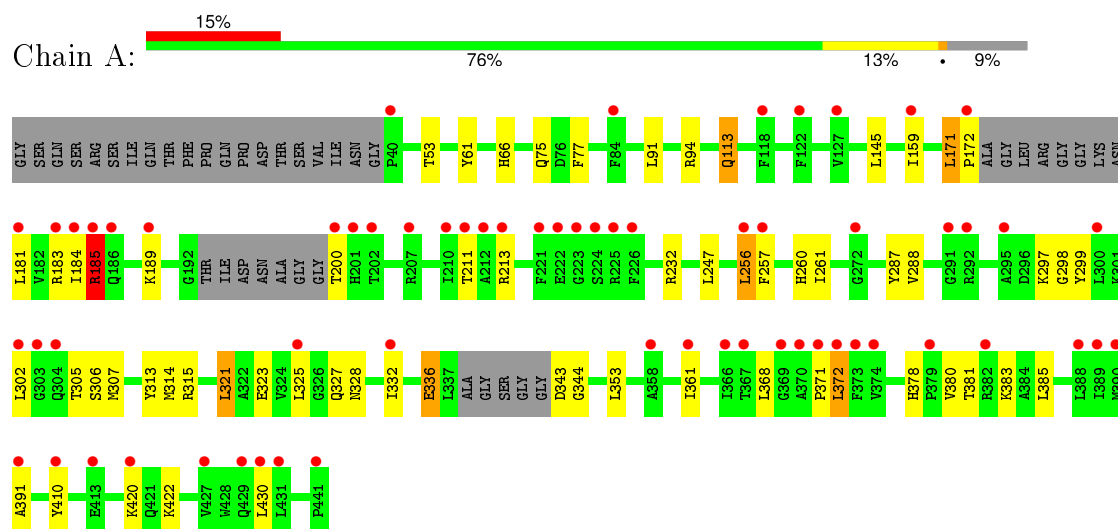 15%
Chain A:
76% 13% • 9%
GLY SER GLN SER ILE ARG SER ILE GLN THR PHE PRO GLN PRO ASP THR SER VAL ILE ASN GLY P40 T53 Y61 H66 Q75 D76 F77 F84 L91 R94 Q113 F118 F122 V127 L145 I159 L171 P172 ALA GLY LEU ARG GLY GLY LYS ASN
L181 V182 R183 I184 R185 Q186 K189 G192 THR ILE ASP ASN ALA GLY GLY T200 H201 T202 R207 I210 T211 A212 R213 F221 E222 G223 S224 R225 F226 R232 L247 L256 F257 H260 I261 G272 Y287 V288 G291 R292 A295 D296 K297 G298 Y299 L300 K301
L302 G303 Q304 T305 S306 M307 Y313 M314 R315 L321 A322 E323 V324 L325 G326 Q327 N328 I332 E336 L337 ALA GLY SER GLY GLY D343 G344 L353 A358 I361 I366 T367 L368 G369 A370 P371 L372 F373 V374 H378 P379 V380 T381 R382 K383 A384 L385 L388 I389 M390
A391 Y410 E413 K420 Q421 K422 V427 W428 Q429 L430 L431 P441